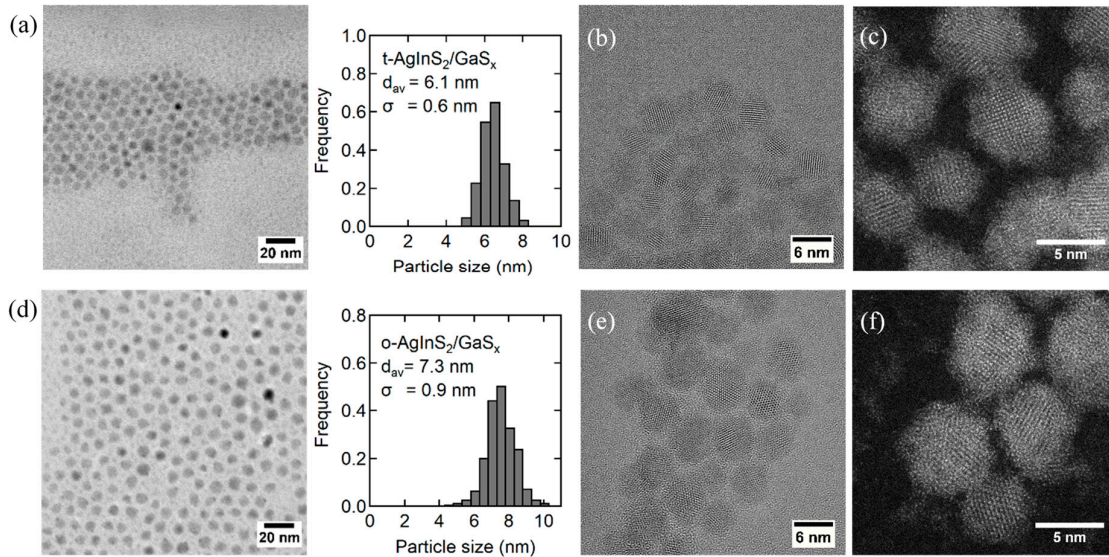 (a)
20 nm
1.0
0.8
0.6
0.4
0.2
0.0
Frequency
t-AgInS₂/GaSₓ
dₐᵥ = 6.1 nm
σ = 0.6 nm
0 2 4 6 8 10
Particle size (nm)
(b)
6 nm
(c)
5 nm
(d)
20 nm
0.8
0.6
0.4
0.2
0.0
Frequency
o-AgInS₂/GaSₓ
dₐᵥ= 7.3 nm
σ = 0.9 nm
0 2 4 6 8 10
Particle size (nm)
(e)
6 nm
(f)
5 nm